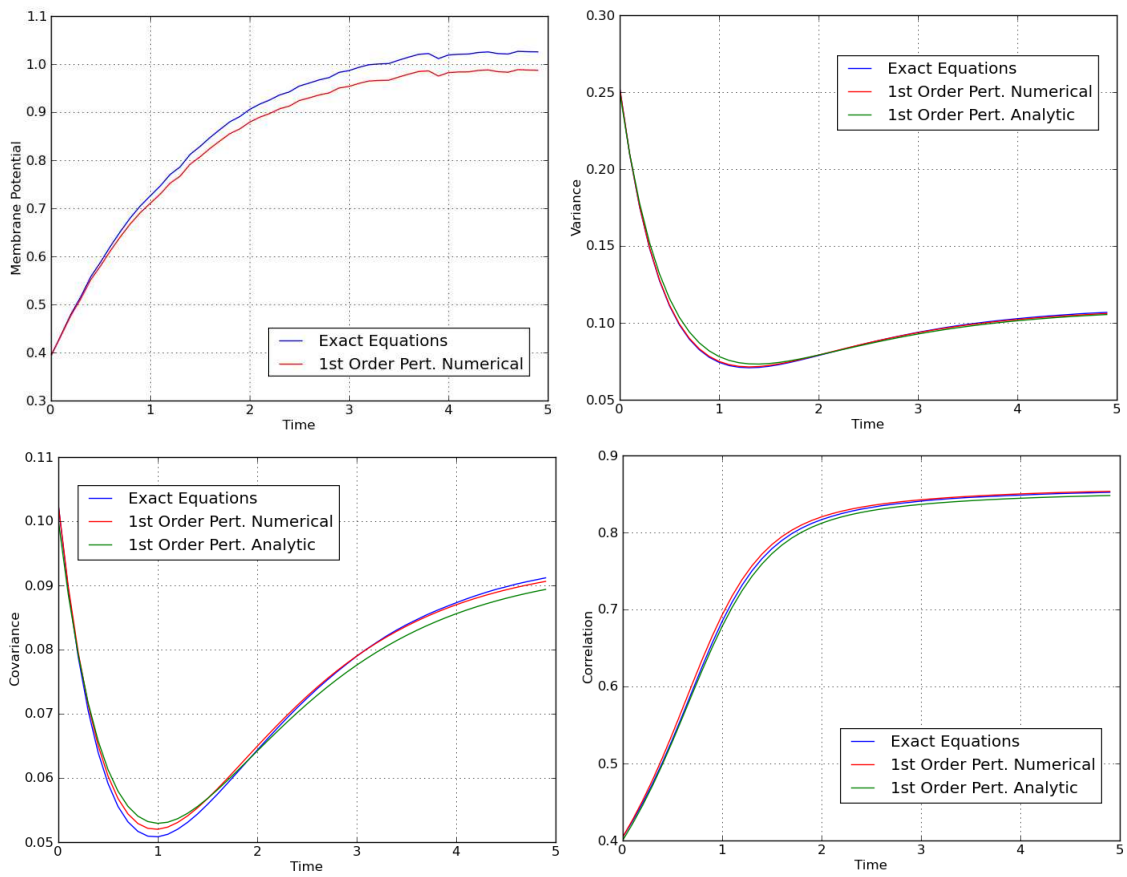 1.1
1.0
0.9
0.8
0.7
0.6
0.5
0.4
0.3
Membrane Potential
Exact Equations
1st Order Pert. Numerical
0 1 2 3 4 5
Time
0.30
0.25
0.20
0.15
0.10
0.05
Variance
Exact Equations
1st Order Pert. Numerical
1st Order Pert. Analytic
0 1 2 3 4 5
Time
0.11
0.10
0.09
0.08
0.07
0.06
0.05
Covariance
Exact Equations
1st Order Pert. Numerical
1st Order Pert. Analytic
0 1 2 3 4 5
Time
0.9
0.8
0.7
0.6
0.5
0.4
Correlation
Exact Equations
1st Order Pert. Numerical
1st Order Pert. Analytic
0 1 2 3 4 5
Time